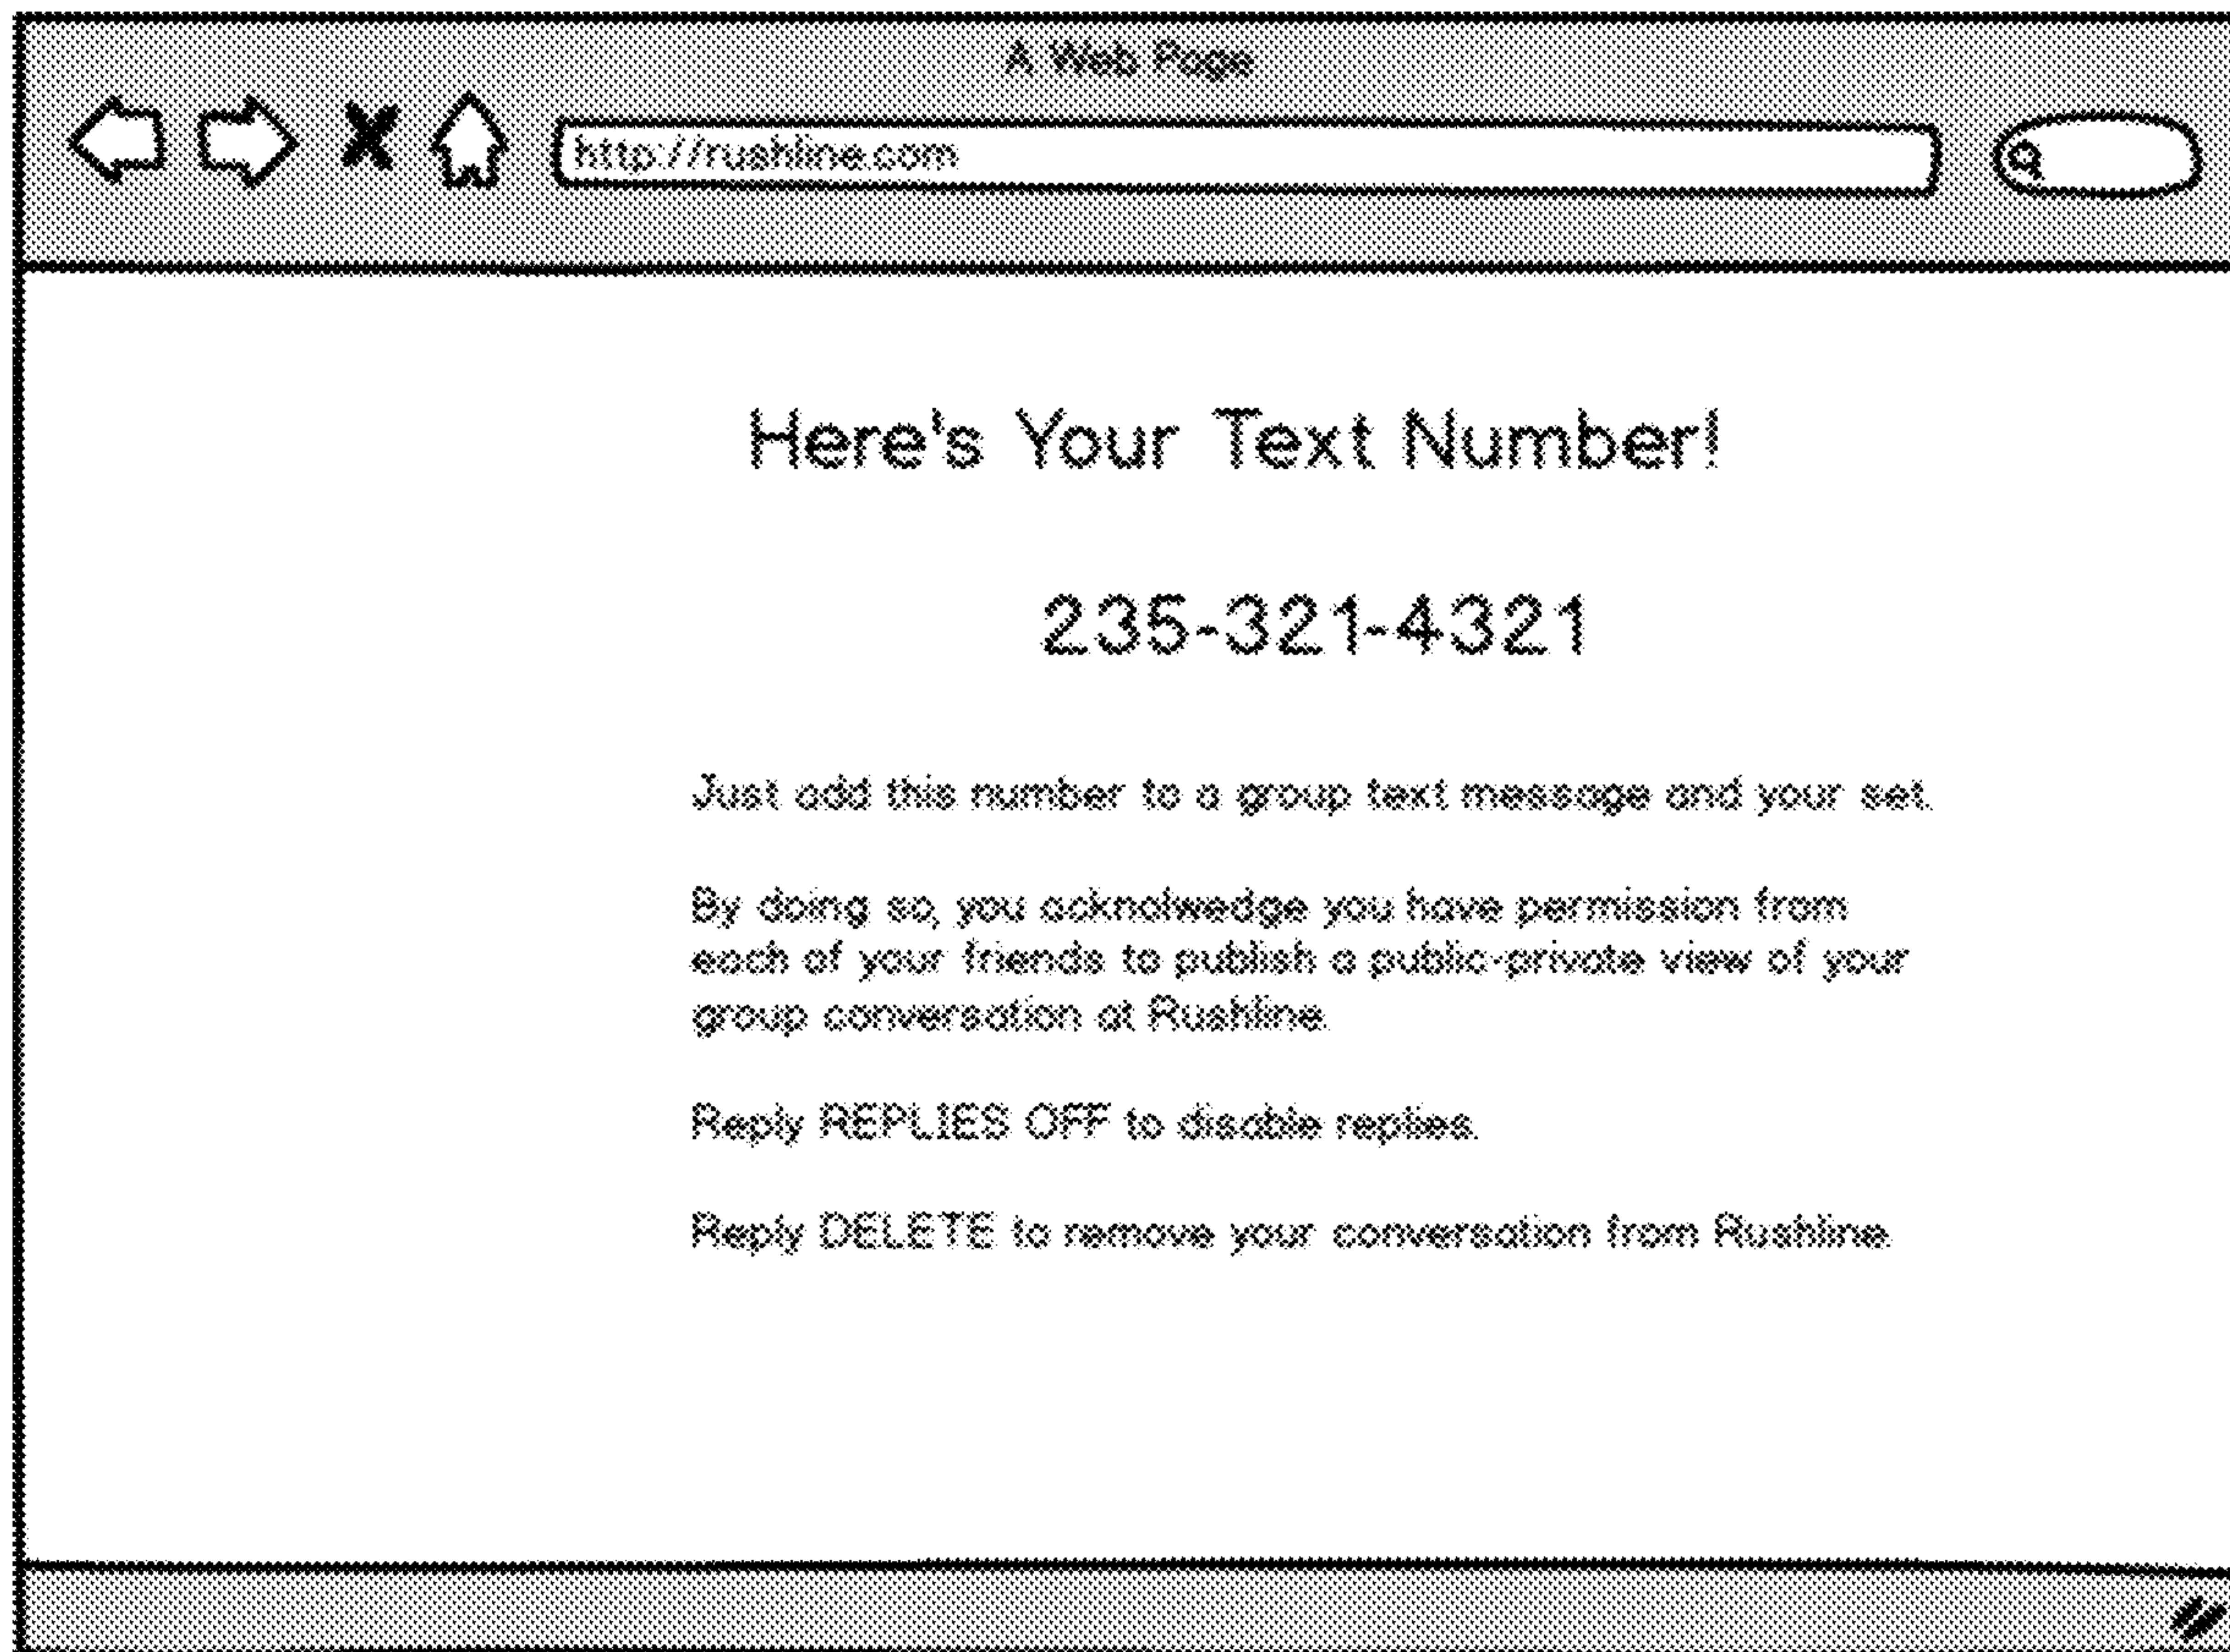 A Web Page
http://rushline.com
Here's Your Text Number!
235-321-4321
Just add this number to a group text message and your set.
By doing so, you acknolwedge you have permission from
each of your friends to publish a public-private view of your
group conversation at Rushline.
Reply REPLIES OFF to disable replies.
Reply DELETE to remove your conversation from Rushline